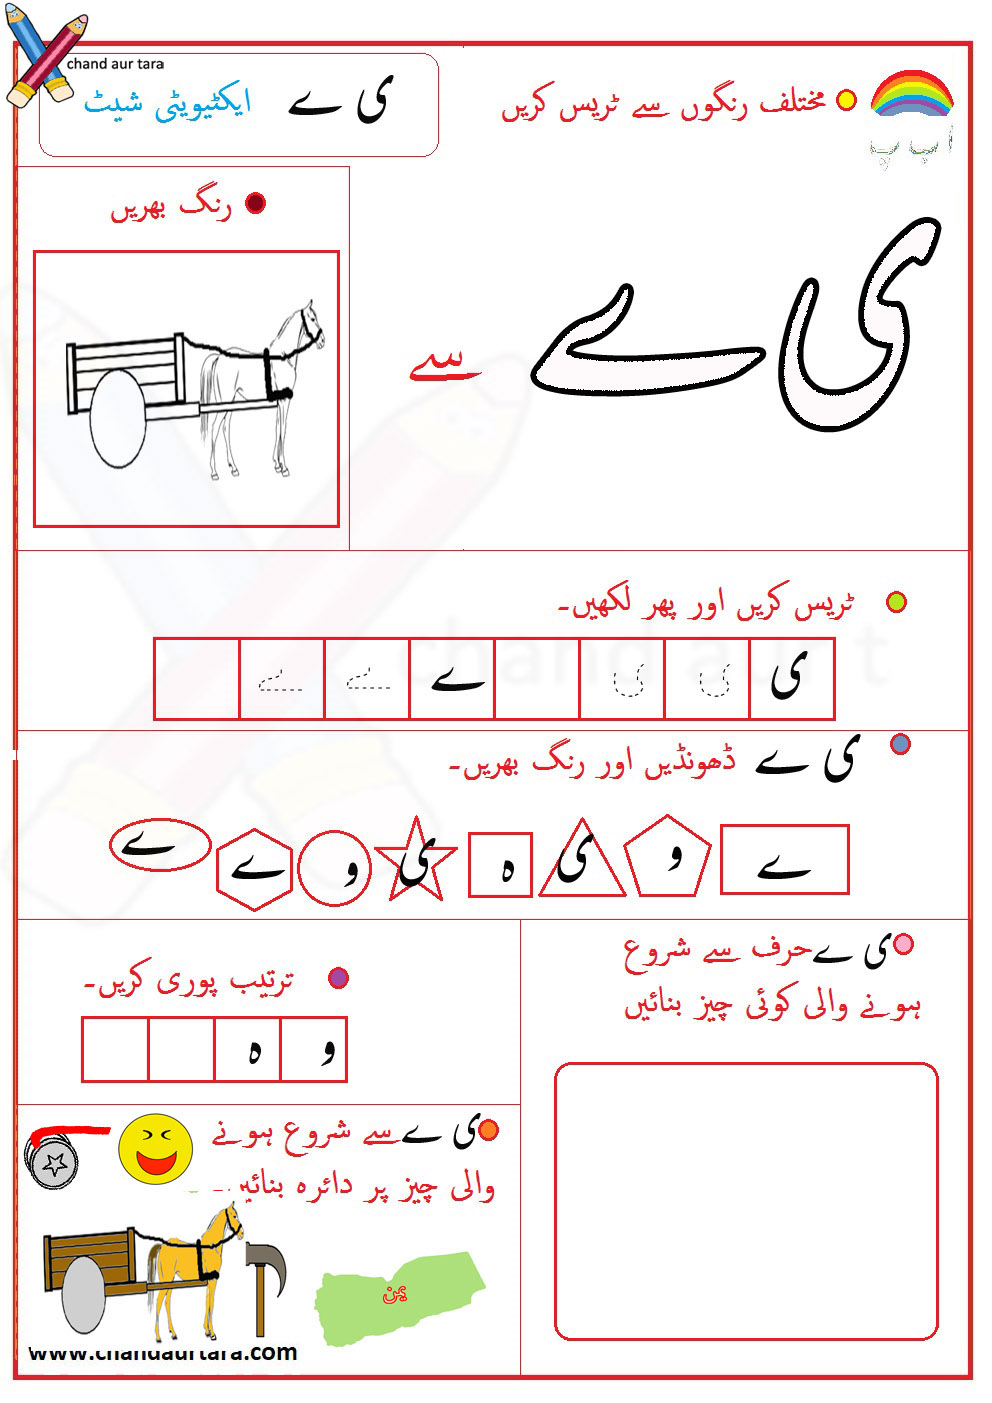 chand aur tara
ی ے ایکٹیویٹی شیٹ
مختلف رنگوں سے ٹریس کریں
رنگ بھریں
ی ے سے
ٹریس کریں اور پھر لکھیں۔
ی ی ی ے ے ے
ی ے ڈھونڈیں اور رنگ بھریں۔
ے و ی ہ ی و ے ے
ی ے حرف سے شروع
ہونے والی کوئی چیز بنائیں
ترتیب پوری کریں۔
و ہ
ی ے سے شروع ہونے
والی چیز پر دائرہ بنائیں۔
یمن
www.chandaurtara.com